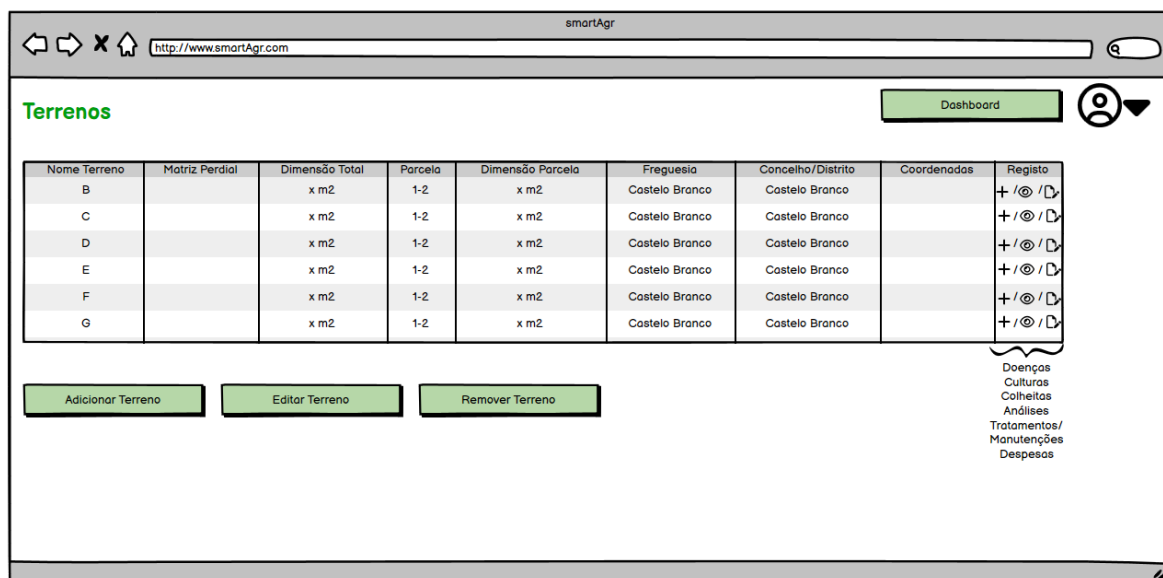 smartAgr
http://www.smartAgr.com
Terrenos
Dashboard
Nome Terreno Matriz Perdial Dimensão Total Parcela Dimensão Parcela Freguesia Concelho/Distrito Coordenadas Registo
B x m2 1-2 x m2 Castelo Branco Castelo Branco + / /
C x m2 1-2 x m2 Castelo Branco Castelo Branco + / /
D x m2 1-2 x m2 Castelo Branco Castelo Branco + / /
E x m2 1-2 x m2 Castelo Branco Castelo Branco + / /
F x m2 1-2 x m2 Castelo Branco Castelo Branco + / /
G x m2 1-2 x m2 Castelo Branco Castelo Branco + / /
Doenças
Culturas
Colheitas
Análises
Tratamentos/
Manutenções
Despesas
Adicionar Terreno Editar Terreno Remover Terreno